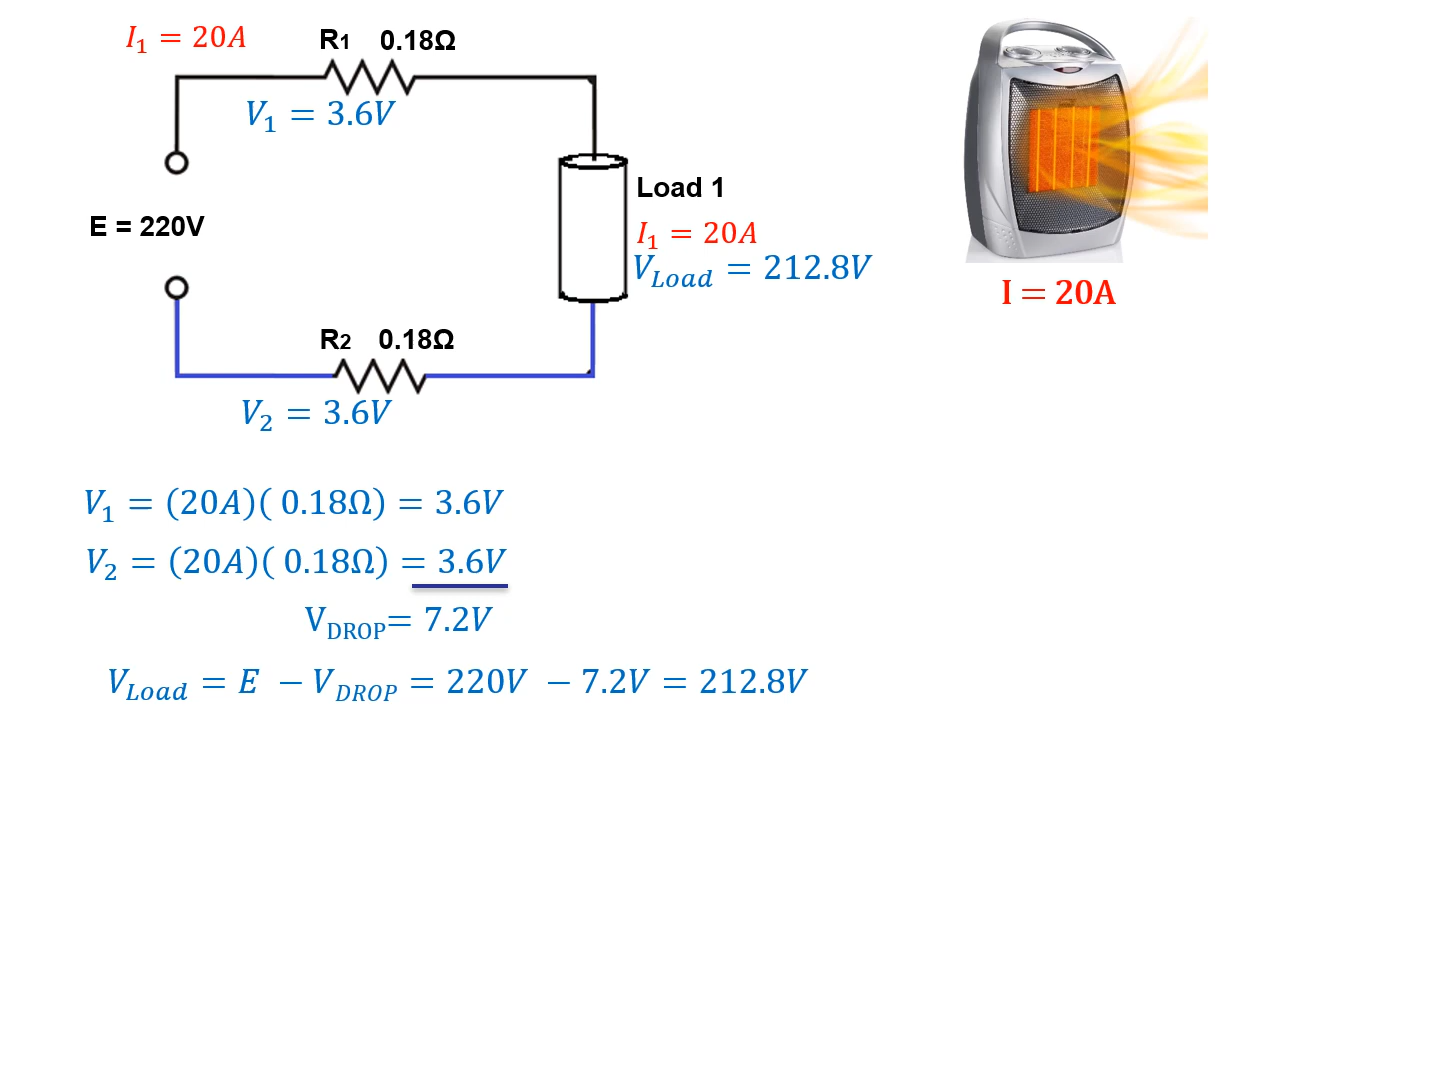 I₁ = 20A
R1 0.18Ω
V₁ = 3.6V
E = 220V
Load 1
I₁ = 20A
V_Load = 212.8V
I = 20A
R2 0.18Ω
V₂ = 3.6V
V₁ = (20A)( 0.18Ω) = 3.6V
V₂ = (20A)( 0.18Ω) = 3.6V
V_DROP= 7.2V
V_Load = E − V_DROP = 220V − 7.2V = 212.8V